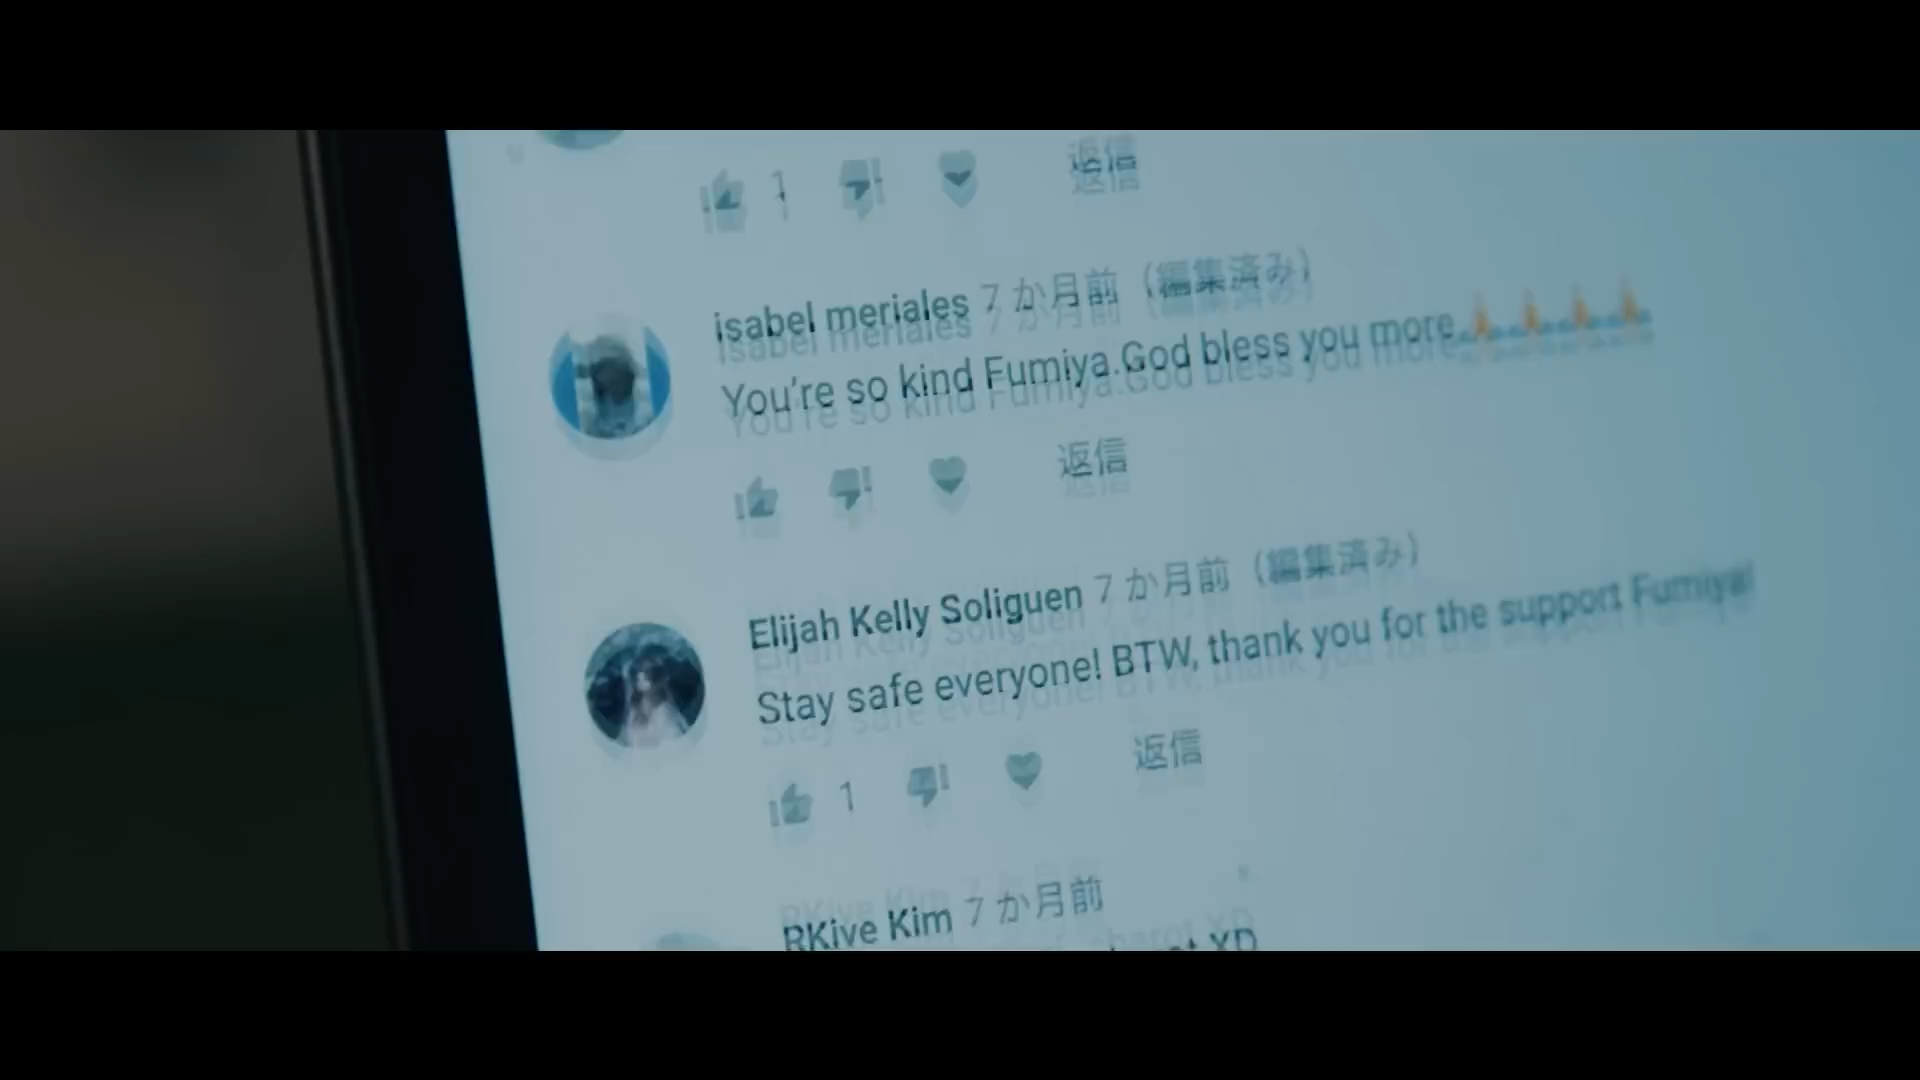 1
返信
isabel meriales 7 か月前 (編集済み)
You're so kind Fumiya.God bless you more🙏🙏🙏🙏
返信
Elijah Kelly Soliguen 7 か月前 (編集済み)
Stay safe everyone! BTW, thank you for the support Fumiya!
1
返信
RKive Kim 7 か月前
XD